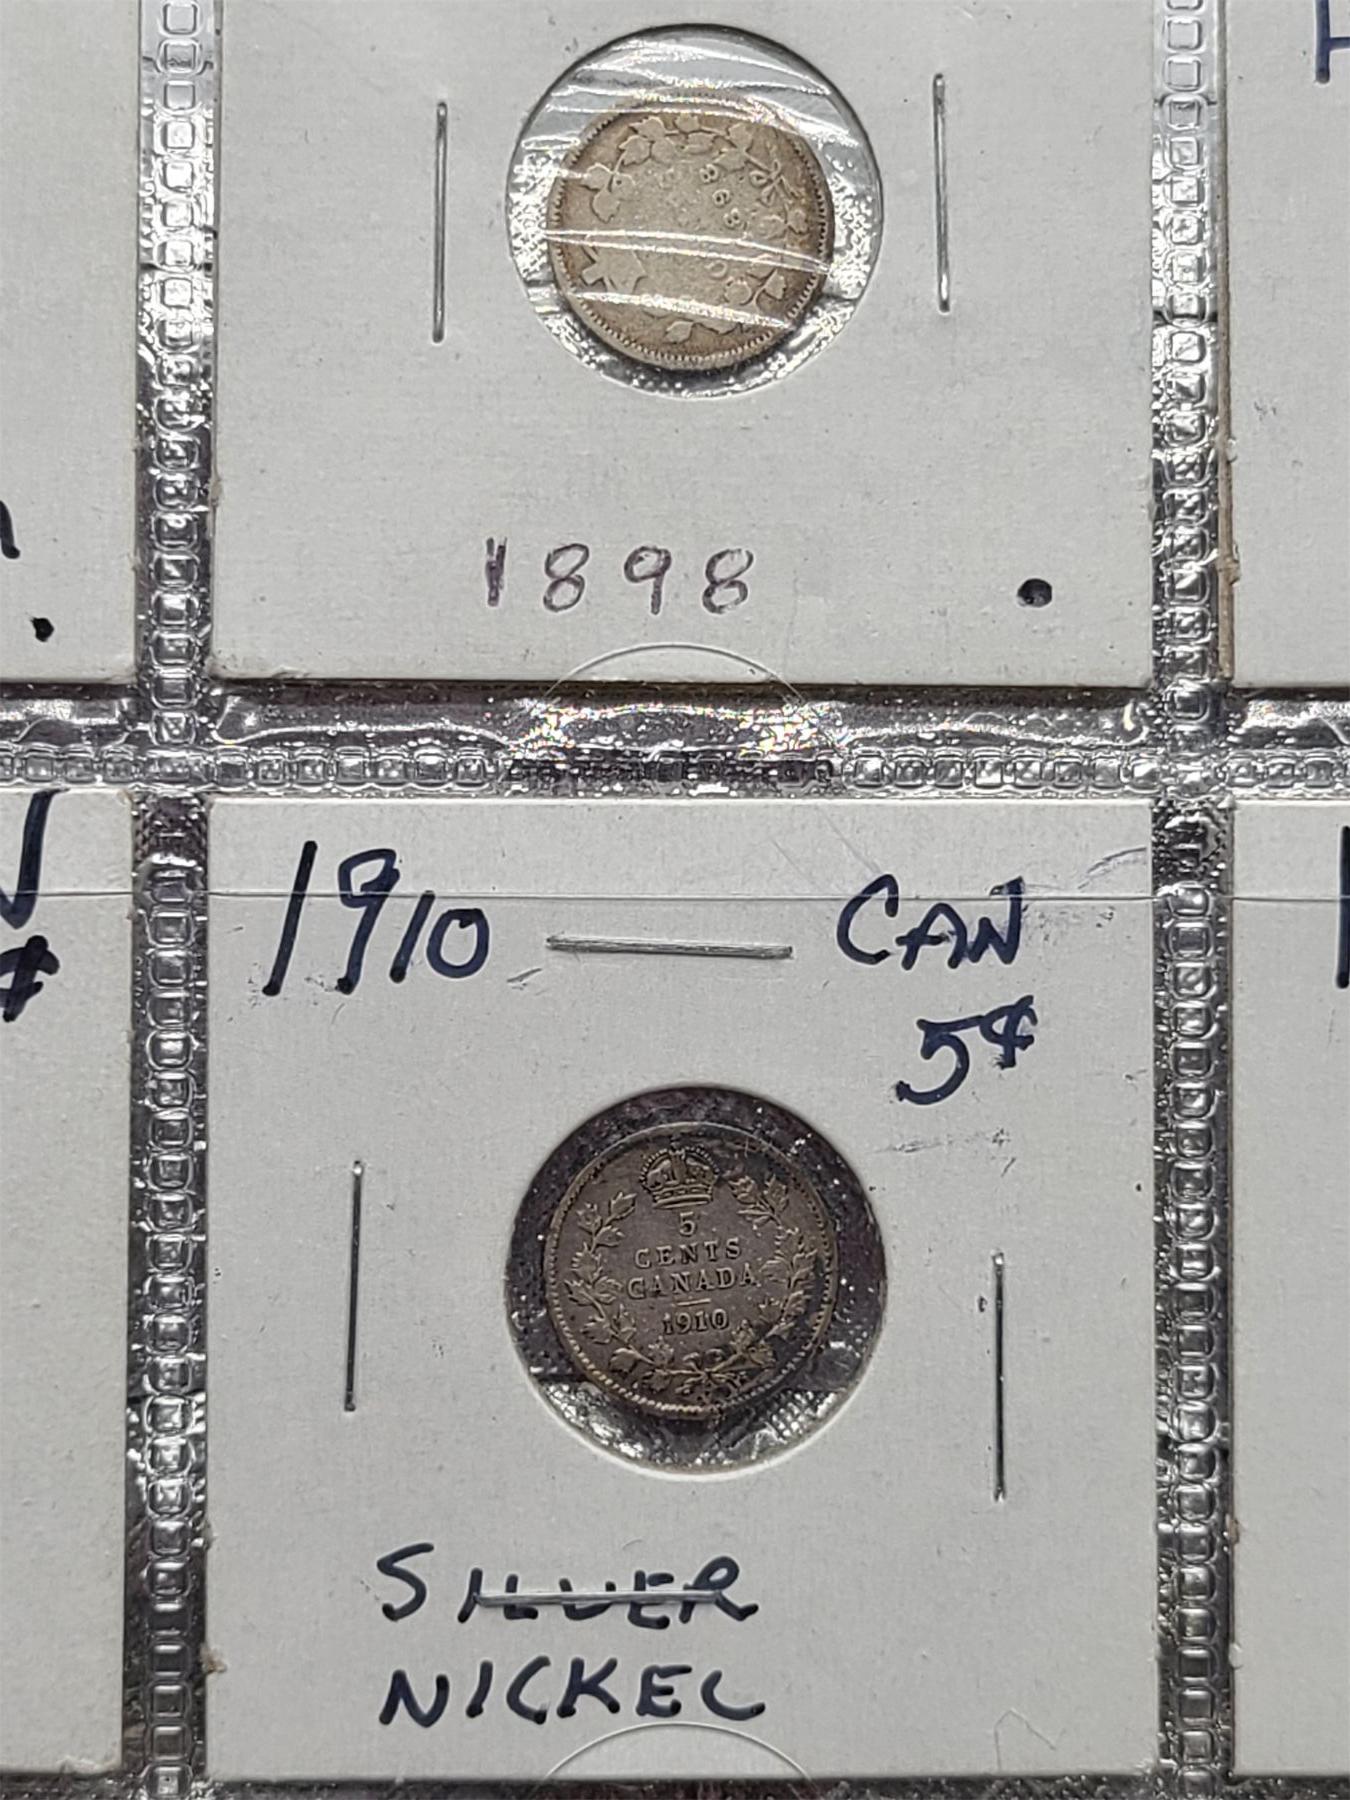 1898
1910 CAN
5¢
5
CENTS
CANADA
1910
SILVER
NICKEL